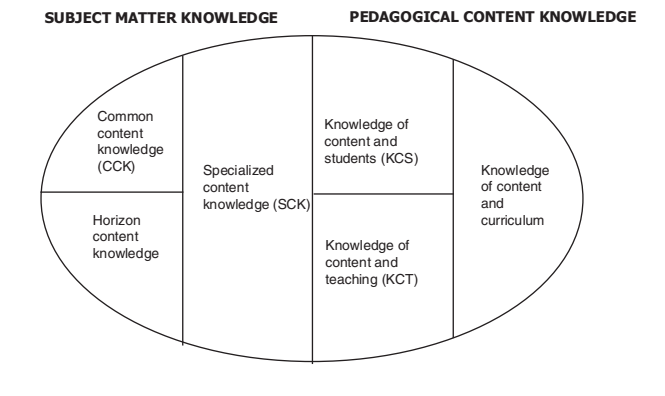 SUBJECT MATTER KNOWLEDGE
PEDAGOGICAL CONTENT KNOWLEDGE
Common
content
knowledge
(CCK)
Horizon
content
knowledge
Specialized
content
knowledge (SCK)
Knowledge of
content and
students (KCS)
Knowledge of
content and
teaching (KCT)
Knowledge
of content
and
curriculum